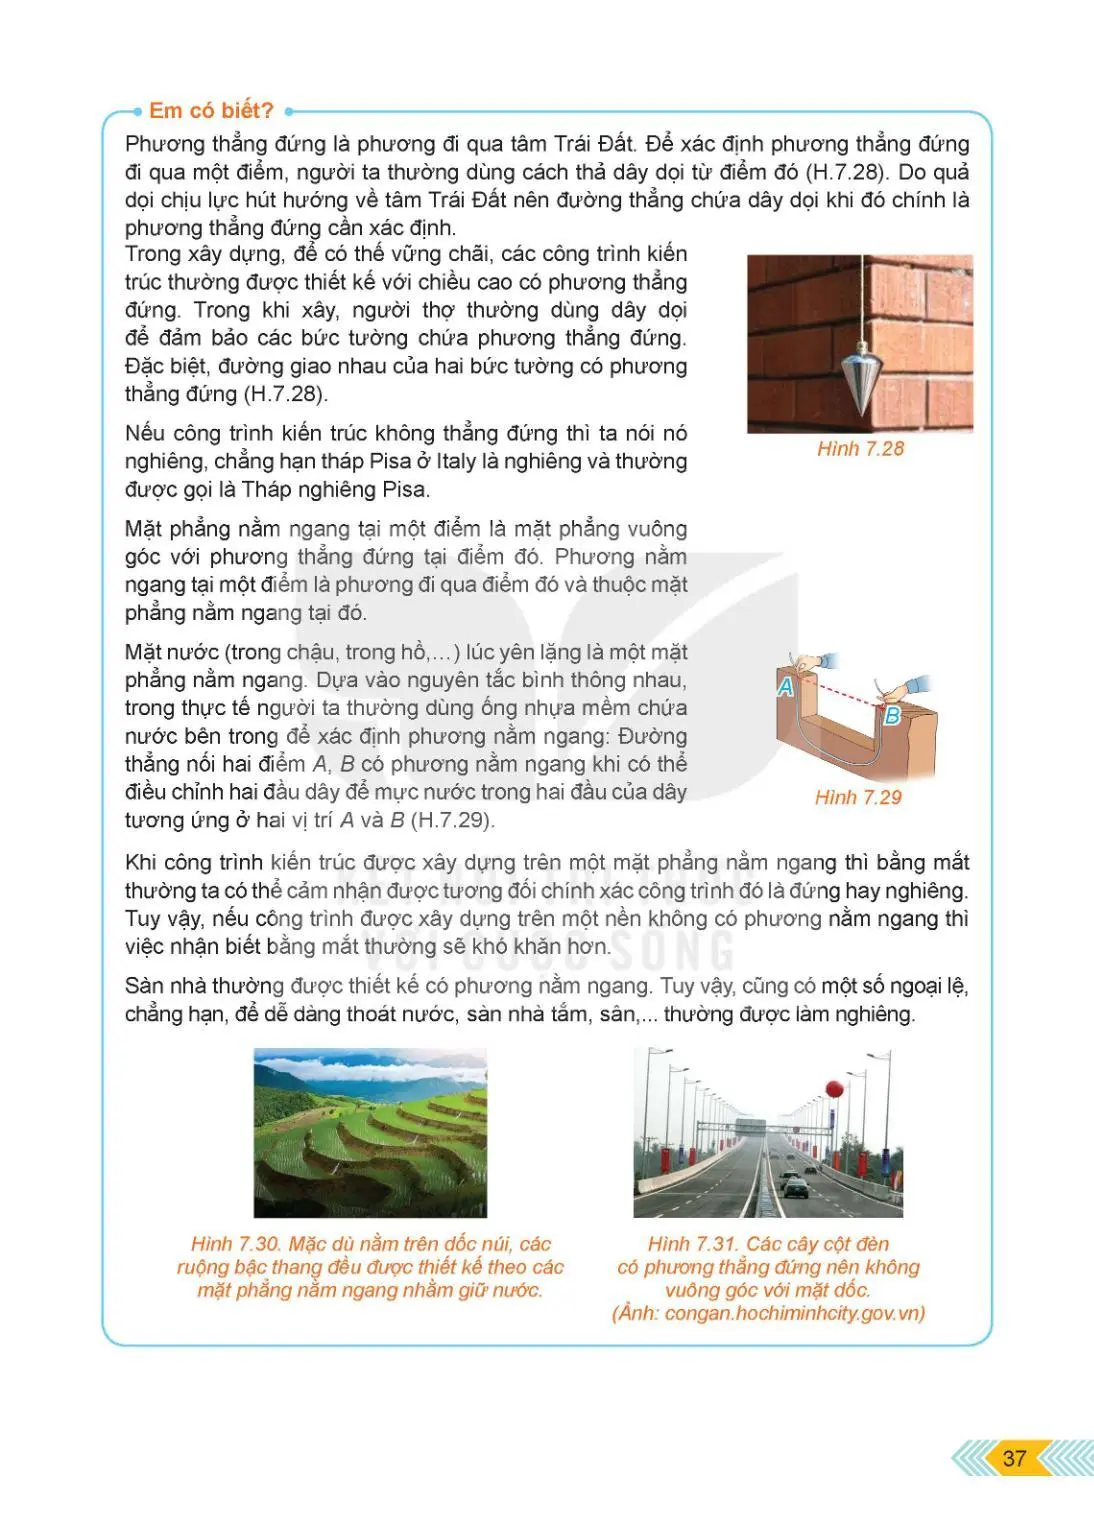 Em có biết?
Phương thẳng đứng là phương đi qua tâm Trái Đất. Để xác định phương thẳng đứng
đi qua một điểm, người ta thường dùng cách thả dây dọi từ điểm đó (H.7.28). Do quả
dọi chịu lực hút hướng về tâm Trái Đất nên đường thẳng chứa dây dọi khi đó chính là
phương thẳng đứng cần xác định.
Trong xây dựng, để có thể vững chãi, các công trình kiến
trúc thường được thiết kế với chiều cao có phương thẳng
đứng. Trong khi xây, người thợ thường dùng dây dọi
để đảm bảo các bức tường chứa phương thẳng đứng.
Đặc biệt, đường giao nhau của hai bức tường có phương
thẳng đứng (H.7.28).
Hình 7.28
Nếu công trình kiến trúc không thẳng đứng thì ta nói nó
nghiêng, chẳng hạn tháp Pisa ở Italy là nghiêng và thường
được gọi là Tháp nghiêng Pisa.
Mặt phẳng nằm ngang tại một điểm là mặt phẳng vuông
góc với phương thẳng đứng tại điểm đó. Phương nằm
ngang tại một điểm là phương đi qua điểm đó và thuộc mặt
phẳng nằm ngang tại đó.
Mặt nước (trong chậu, trong hồ,...) lúc yên lặng là một mặt
phẳng nằm ngang. Dựa vào nguyên tắc bình thông nhau,
trong thực tế người ta thường dùng ống nhựa mềm chứa
nước bên trong để xác định phương nằm ngang: Đường
thẳng nối hai điểm A, B có phương nằm ngang khi có thể
điều chỉnh hai đầu dây để mực nước trong hai đầu của dây
tương ứng ở hai vị trí A và B (H.7.29).
A
B
Hình 7.29
Khi công trình kiến trúc được xây dựng trên một mặt phẳng nằm ngang thì bằng mắt
thường ta có thể cảm nhận được tương đối chính xác công trình đó là đứng hay nghiêng.
Tuy vậy, nếu công trình được xây dựng trên một nền không có phương nằm ngang thì
việc nhận biết bằng mắt thường sẽ khó khăn hơn.
KẾT NỐI TRI THỨC
VỚI CUỘC SỐNG
Sàn nhà thường được thiết kế có phương nằm ngang. Tuy vậy, cũng có một số ngoại lệ,
chẳng hạn, để dễ dàng thoát nước, sàn nhà tắm, sân,... thường được làm nghiêng.
Hình 7.30. Mặc dù nằm trên dốc núi, các
ruộng bậc thang đều được thiết kế theo các
mặt phẳng nằm ngang nhằm giữ nước.
Hình 7.31. Các cây cột đèn
có phương thẳng đứng nên không
vuông góc với mặt dốc.
(Ảnh: congan.hochiminhcity.gov.vn)
37